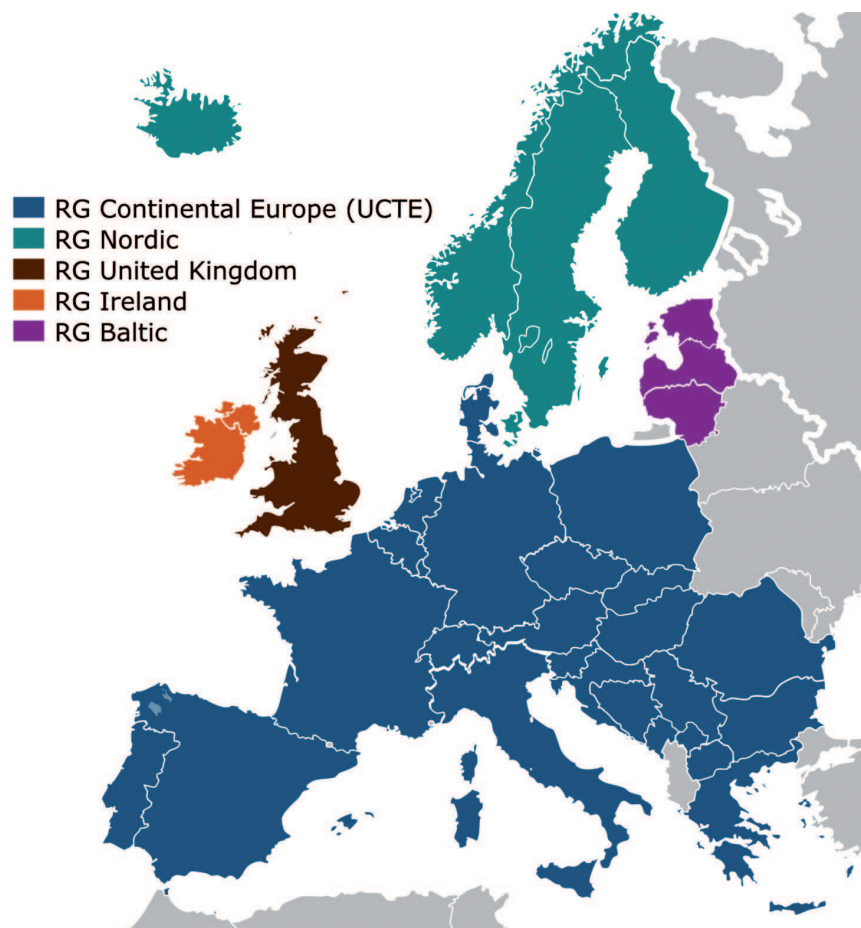 RG Continental Europe (UCTE)
RG Nordic
RG United Kingdom
RG Ireland
RG Baltic